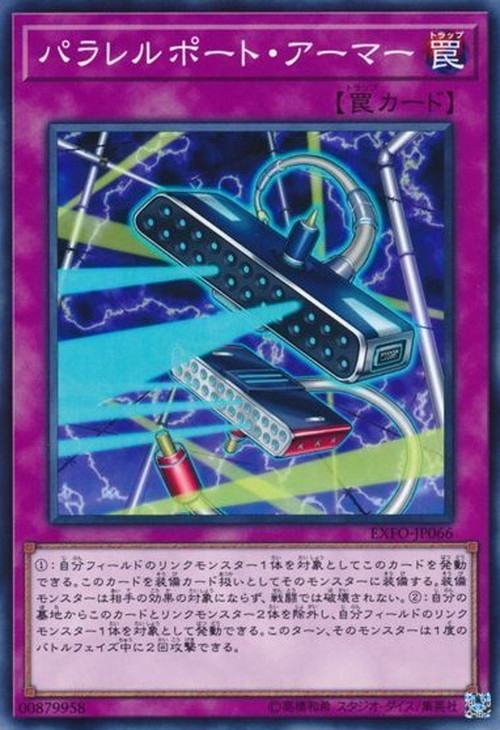 パラレルポート・アーマー 罠
トラップ
【罠カード】
トラップ
EXFO-JP066
①:自分フィールドのリンクモンスター1体を対象としてこのカードを発動
できる。このカードを装備カード扱いとしてそのモンスターに装備する。装備
モンスターは相手の効果の対象にならず、戦闘では破壊されない。②:自分の
墓地からこのカードとリンクモンスター2体を除外し、自分フィールドのリンク
モンスター1体を対象として発動できる。このターン、そのモンスターは1度の
バトルフェイズ中に2回攻撃できる。
00879958
©高橋和希 スタジオ・ダイス/集英社